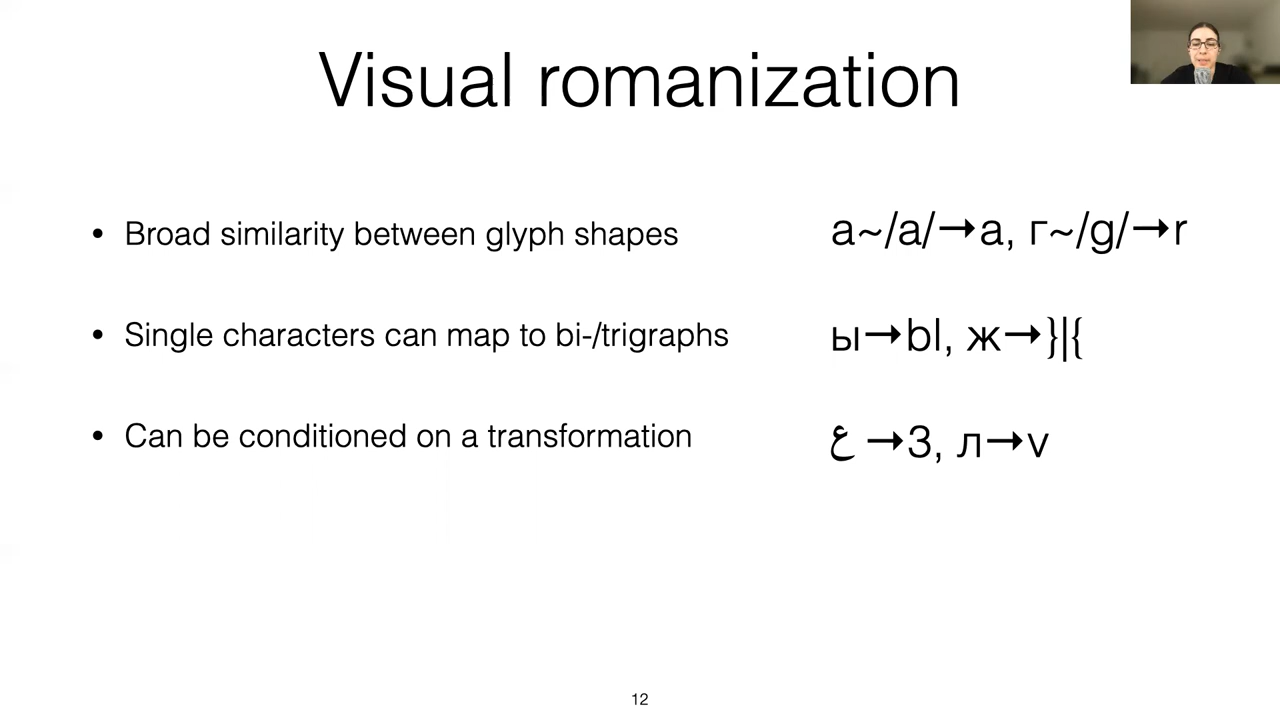 Visual romanization
• Broad similarity between glyph shapes
а~/a/→a, г~/g/→r
• Single characters can map to bi-/trigraphs
ы→bl, ж→}|{
• Can be conditioned on a transformation
ع →3, л→v
12